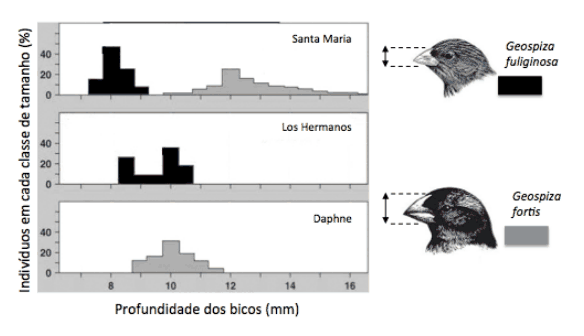 Indivíduos em cada classe de tamanho (%)
Santa Maria
40
20
0
Los Hermanos
40
20
0
Daphne
40
20
0
8 10 12 14 16
Profundidade dos bicos (mm)
Geospiza
fuliginosa
Geospiza
fortis